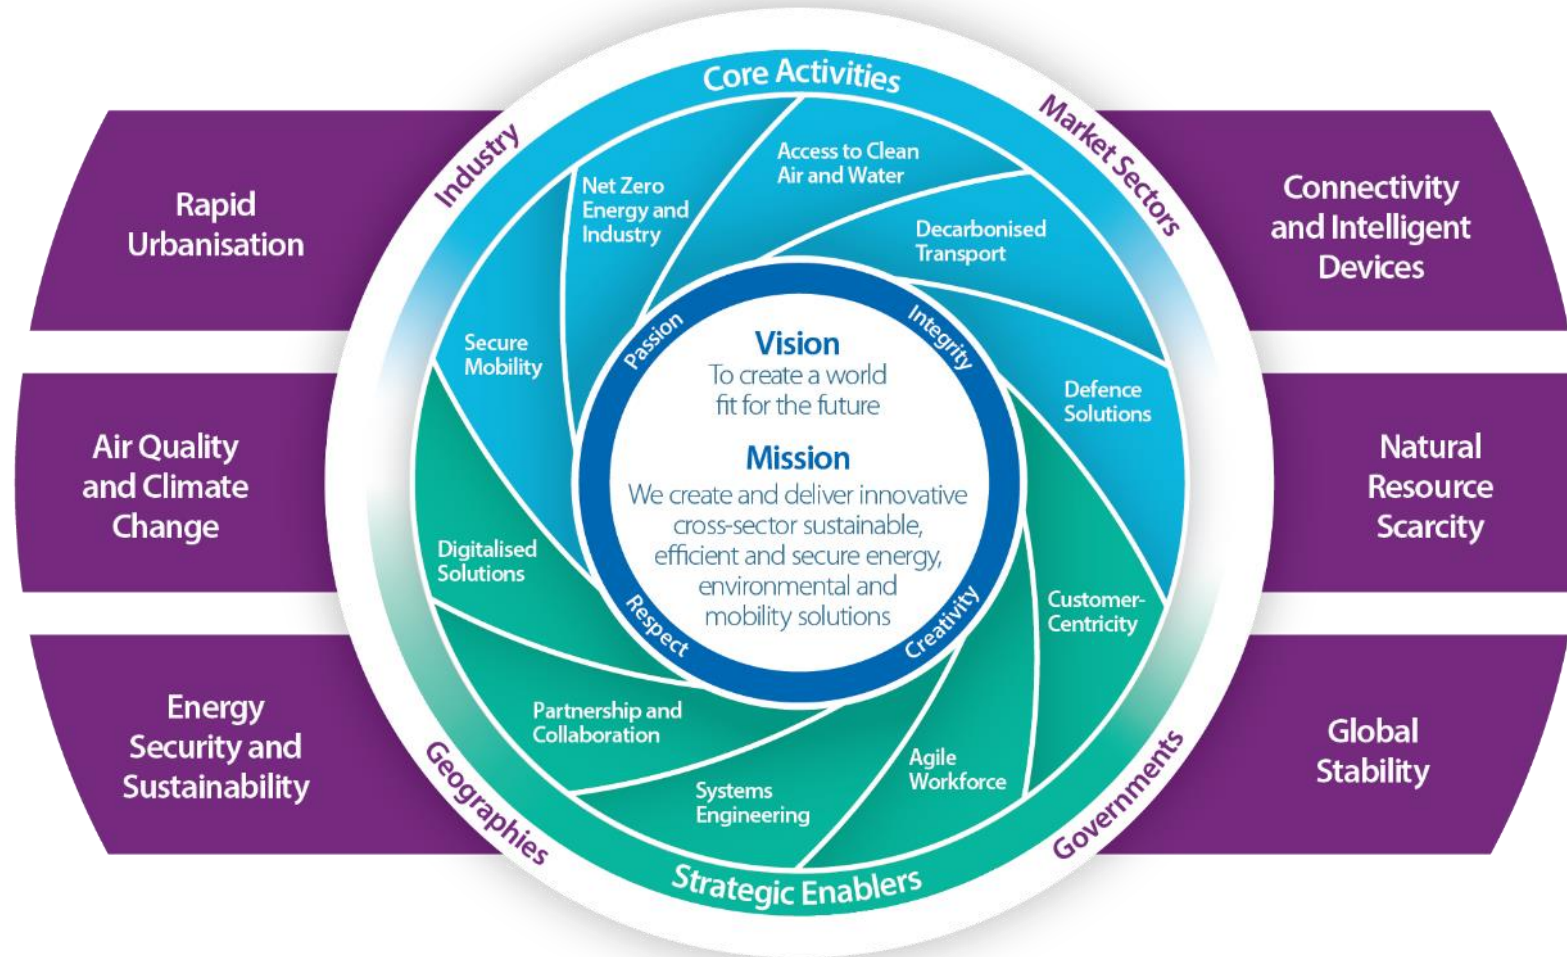 Core Activities
Industry
Market Sectors
Rapid
Urbanisation
Air Quality
and Climate
Change
Energy
Security and
Sustainability
Net Zero
Energy and
Industry
Access to Clean
Air and Water
Decarbonised
Transport
Secure
Mobility
Defence
Solutions
Passion
Integrity
Vision
To create a world
fit for the future
Mission
We create and deliver innovative
cross-sector sustainable,
efficient and secure energy,
environmental and
mobility solutions
Respect
Creativity
Digitalised
Solutions
Customer-
Centricity
Partnership and
Collaboration
Systems
Engineering
Agile
Workforce
Geographies
Governments
Strategic Enablers
Connectivity
and Intelligent
Devices
Natural
Resource
Scarcity
Global
Stability